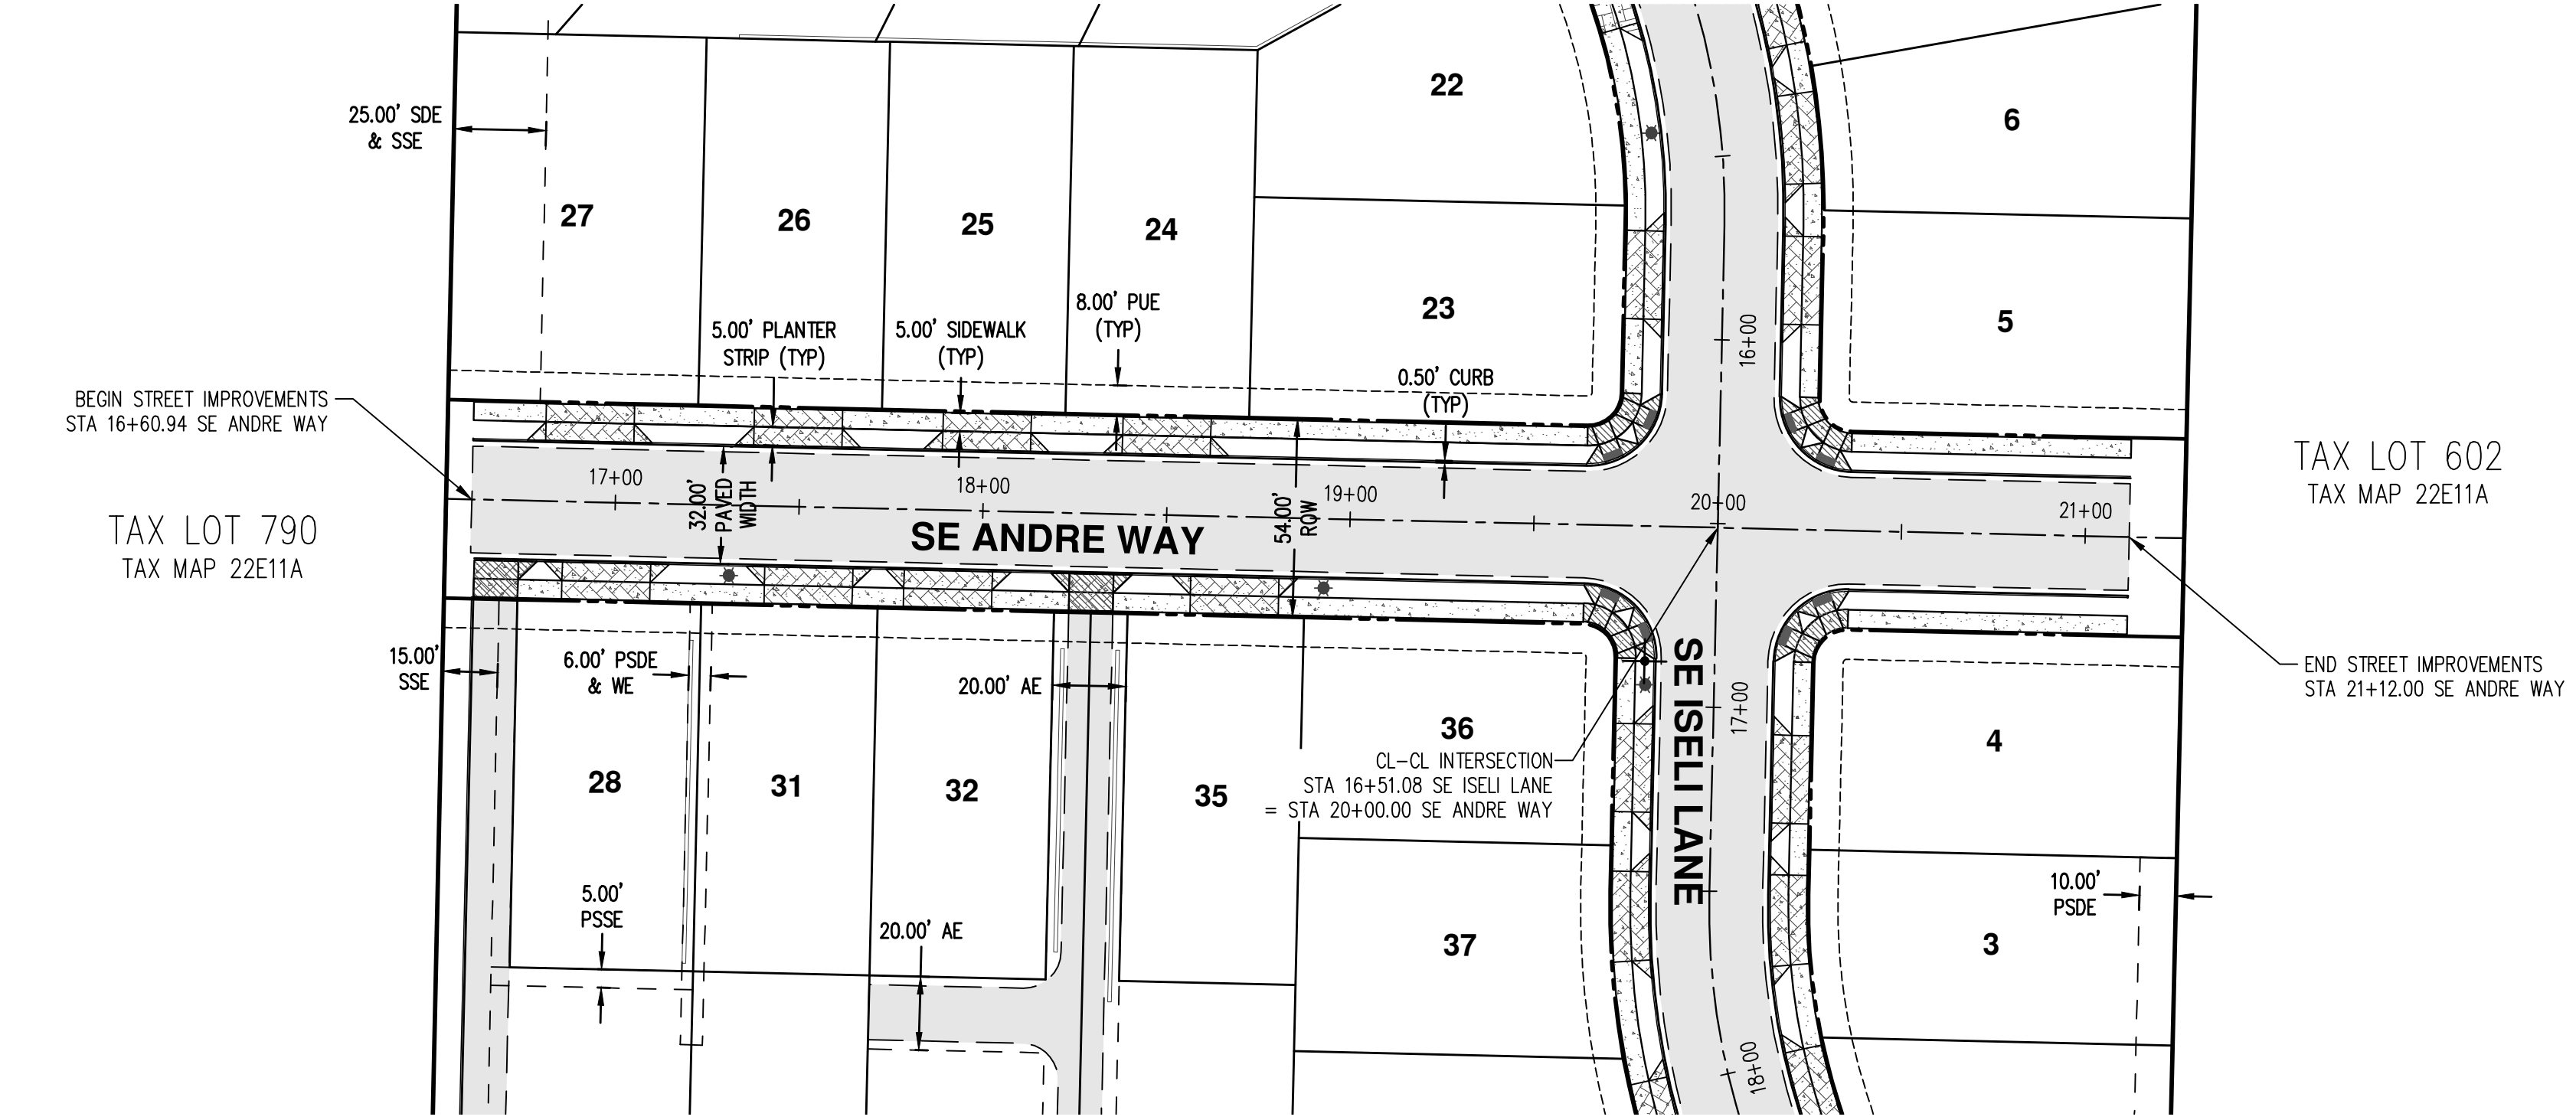 22
6
25.00' SDE
& SSE
27
26
25
24
23
5
8.00' PUE
(TYP)
5.00' PLANTER
STRIP (TYP)
5.00' SIDEWALK
(TYP)
0.50' CURB
(TYP)
16+00
BEGIN STREET IMPROVEMENTS
STA 16+60.94 SE ANDRE WAY
TAX LOT 602
TAX MAP 22E11A
17+00
18+00
19+00
20+00
21+00
32.00'
PAVED
WIDTH
54.00'
ROW
SE ANDRE WAY
TAX LOT 790
TAX MAP 22E11A
15.00'
SSE
6.00' PSDE
& WE
20.00' AE
END STREET IMPROVEMENTS
STA 21+12.00 SE ANDRE WAY
SE ISELI LANE
17+00
36
4
CL-CL INTERSECTION
STA 16+51.08 SE ISELI LANE
= STA 20+00.00 SE ANDRE WAY
28
31
32
35
5.00'
PSSE
20.00' AE
37
3
10.00'
PSDE
18+00